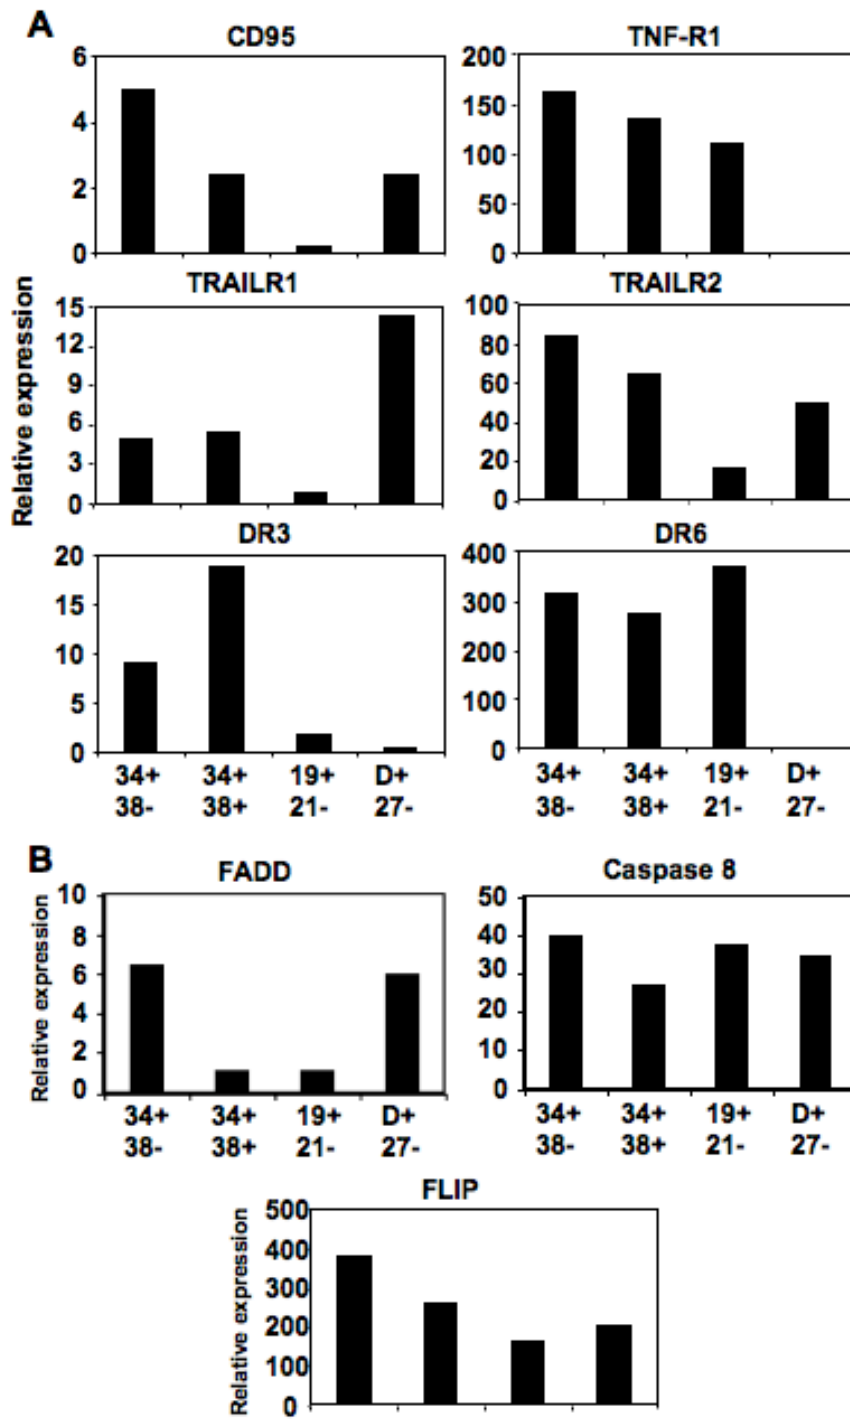 A
CD95
TNF-R1
6
4
2
0
200
150
100
50
0
Relative expression
TRAILR1
TRAILR2
15
12
9
6
3
0
100
80
60
40
20
0
DR3
DR6
20
15
10
5
0
400
300
200
100
0
34+ 34+ 19+ D+
38- 38+ 21- 27-
34+ 34+ 19+ D+
38- 38+ 21- 27-
B
FADD
Caspase 8
Relative expression
10
8
6
4
2
0
50
40
30
20
10
0
34+ 34+ 19+ D+
38- 38+ 21- 27-
34+ 34+ 19+ D+
38- 38+ 21- 27-
FLIP
Relative expression
500
400
300
200
100
0